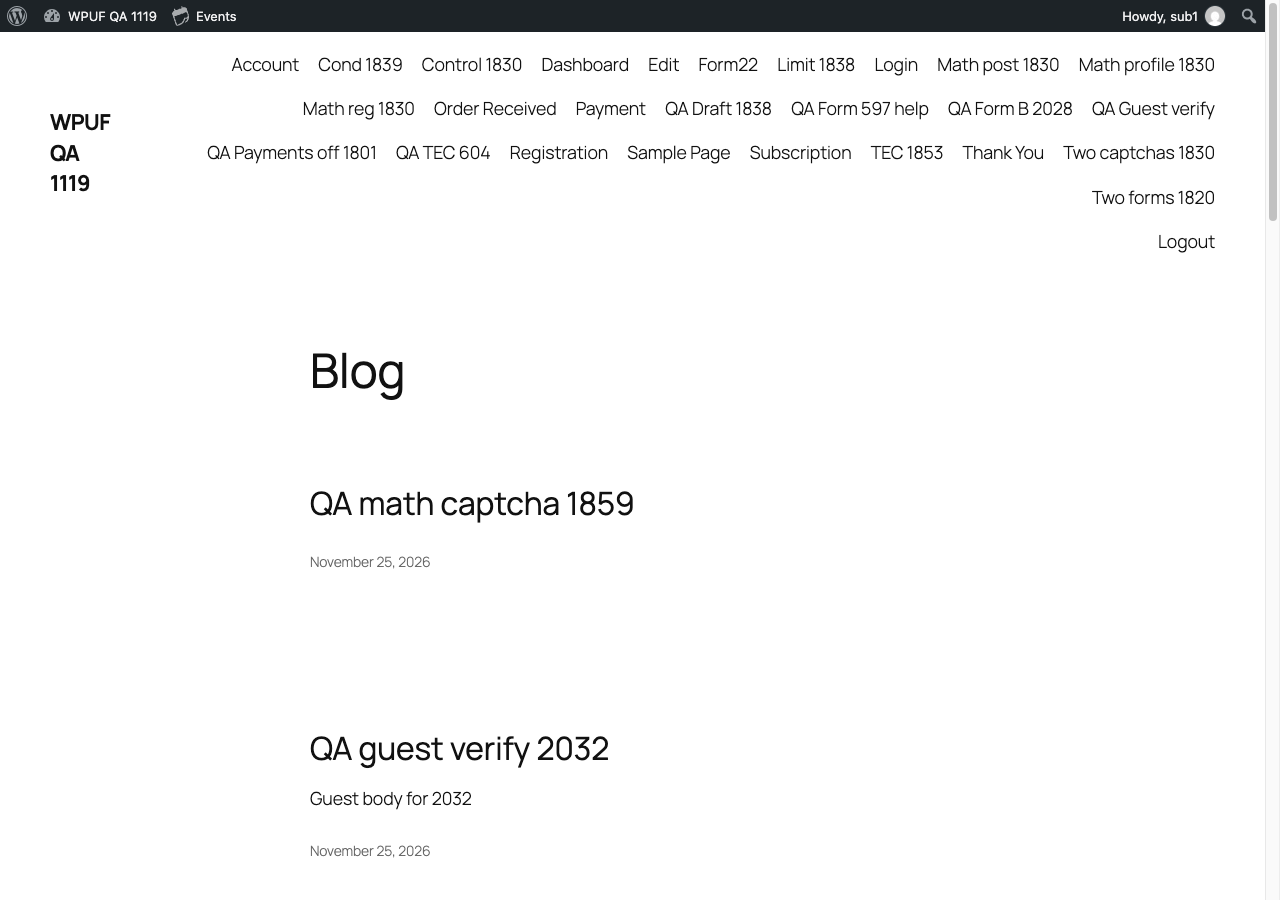 WPUF QA 1119 Events Howdy, sub1
Account Cond 1839 Control 1830 Dashboard Edit Form22 Limit 1838 Login Math post 1830 Math profile 1830
Math reg 1830 Order Received Payment QA Draft 1838 QA Form 597 help QA Form B 2028 QA Guest verify
QA Payments off 1801 QA TEC 604 Registration Sample Page Subscription TEC 1853 Thank You Two captchas 1830
Two forms 1820
Logout
WPUF
QA
1119
Blog
QA math captcha 1859
November 25, 2026
QA guest verify 2032
Guest body for 2032
November 25, 2026